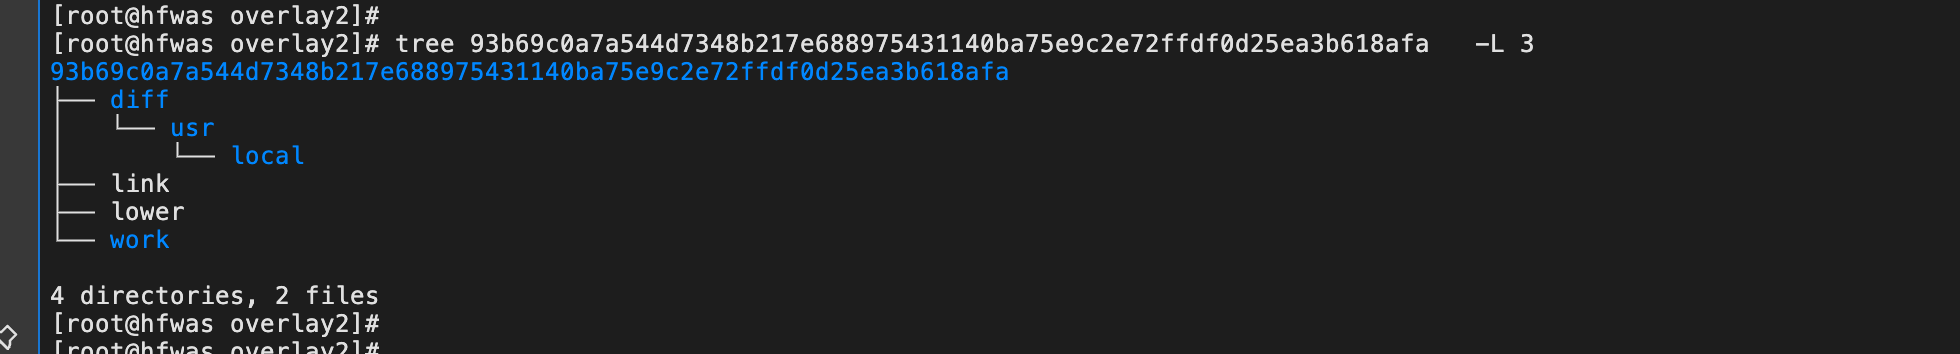 [root@hfwas overlay2]#
[root@hfwas overlay2]# tree 93b69c0a7a544d7348b217e688975431140ba75e9c2e72ffdf0d25ea3b618afa   -L 3
93b69c0a7a544d7348b217e688975431140ba75e9c2e72ffdf0d25ea3b618afa
├── diff
│   └── usr
│       └── local
├── link
├── lower
└── work
4 directories, 2 files
[root@hfwas overlay2]#
[root@hfwas overlay2]#